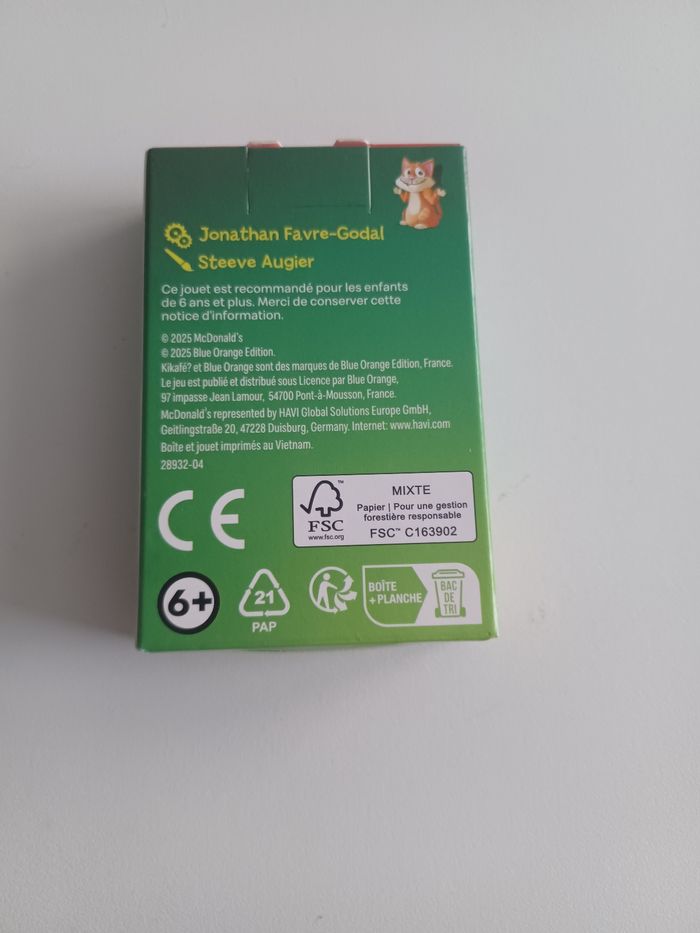 Jonathan Favre-Godal
Steeve Augier
Ce jouet est recommandé pour les enfants
de 6 ans et plus. Merci de conserver cette
notice d'information.
© 2025 McDonald's
© 2025 Blue Orange Edition.
Kikafé? et Blue Orange sont des marques de Blue Orange Edition, France.
Le jeu est publié et distribué sous Licence par Blue Orange,
97 impasse Jean Lamour, 54700 Pont-à-Mousson, France.
McDonald's represented by HAVI Global Solutions Europe GmbH,
Geitlingstraße 20, 47228 Duisburg, Germany. Internet: www.havi.com
Boîte et jouet imprimés au Vietnam.
28932-04
CE
FSC
™
www.fsc.org
MIXTE
Papier | Pour une gestion
forestière responsable
FSC™ C163902
6+
21
PAP
BOÎTE
+ PLANCHE
BAC
DE
TRI